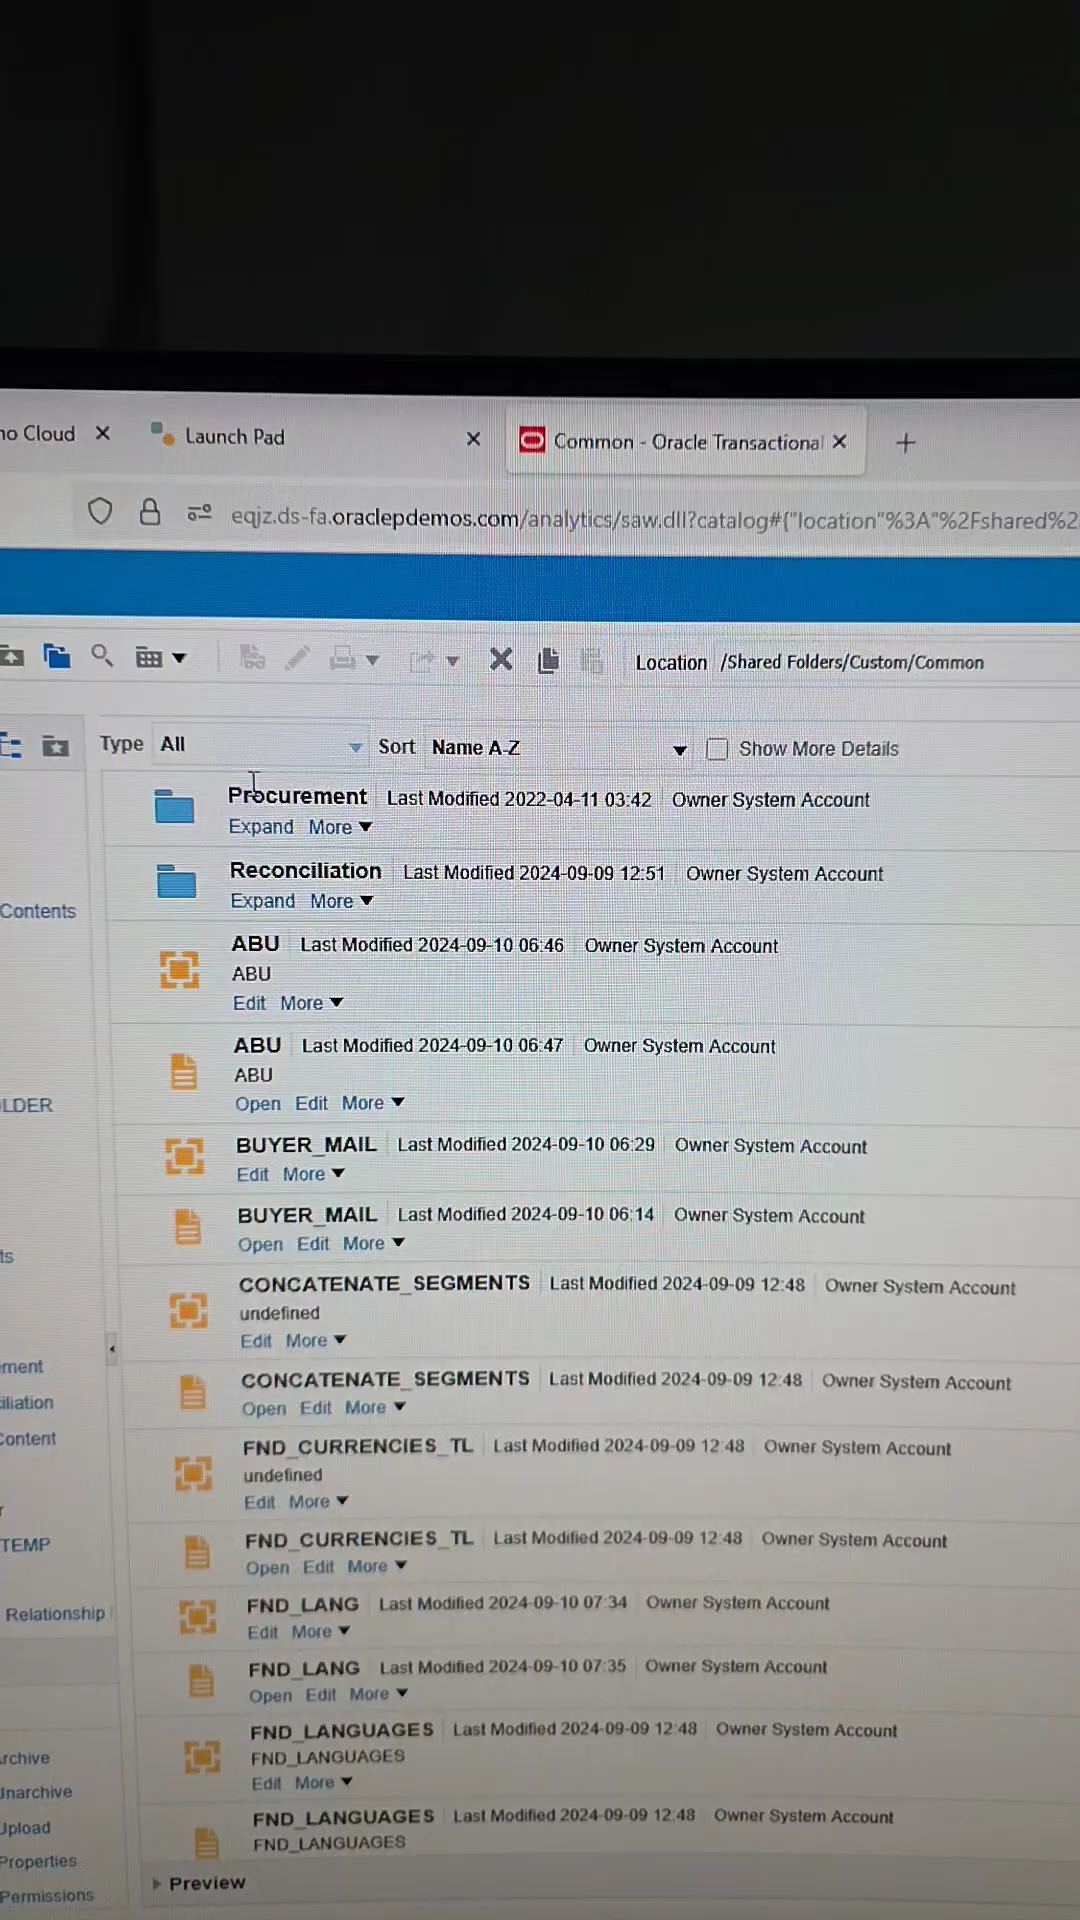 no Cloud
Launch Pad
Common - Oracle Transactional
eqjz.ds-fa.oraclepdemos.com/analytics/saw.dll?catalog#{"location"%3A"%2Fshared%2
Location /Shared Folders/Custom/Common
Type All Sort Name A-Z Show More Details
Procurement Last Modified 2022-04-11 03:42 Owner System Account
Expand More
Reconciliation Last Modified 2024-09-09 12:51 Owner System Account
Expand More
Contents
ABU Last Modified 2024-09-10 06:46 Owner System Account
ABU
Edit More
ABU Last Modified 2024-09-10 06:47 Owner System Account
ABU
Open Edit More
OLDER
BUYER_MAIL Last Modified 2024-09-10 06:29 Owner System Account
Edit More
BUYER_MAIL Last Modified 2024-09-10 06:14 Owner System Account
Open Edit More
ts
CONCATENATE_SEGMENTS Last Modified 2024-09-09 12:48 Owner System Account
undefined
Edit More
ment
CONCATENATE_SEGMENTS Last Modified 2024-09-09 12:48 Owner System Account
Open Edit More
iliation
Content
FND_CURRENCIES_TL Last Modified 2024-09-09 12:48 Owner System Account
undefined
Edit More
r
TEMP
FND_CURRENCIES_TL Last Modified 2024-09-09 12:48 Owner System Account
Open Edit More
Relationship
FND_LANG Last Modified 2024-09-10 07:34 Owner System Account
Edit More
FND_LANG Last Modified 2024-09-10 07:35 Owner System Account
Open Edit More
FND_LANGUAGES Last Modified 2024-09-09 12:48 Owner System Account
FND_LANGUAGES
Edit More
rchive
Unarchive
Upload
Properties
Permissions
FND_LANGUAGES Last Modified 2024-09-09 12:48 Owner System Account
FND_LANGUAGES
Preview